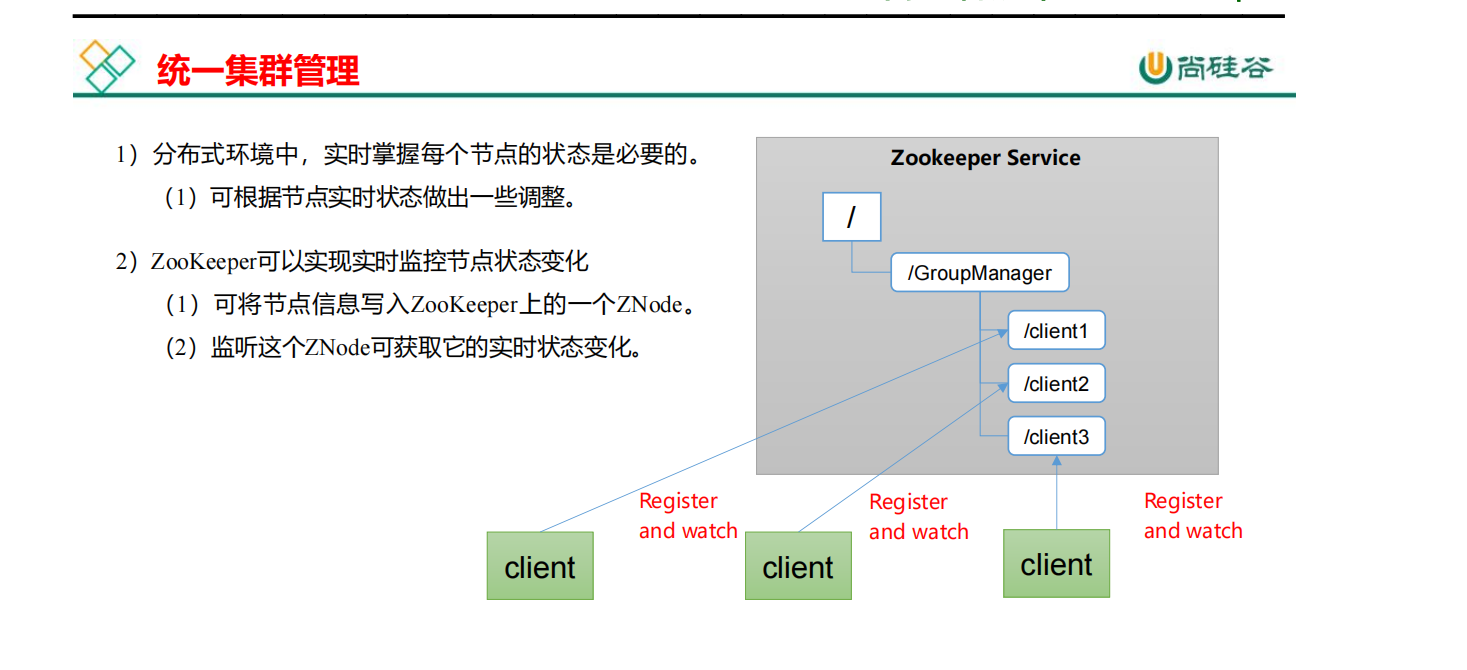 统一集群管理
尚硅谷
1）分布式环境中，实时掌握每个节点的状态是必要的。
（1）可根据节点实时状态做出一些调整。
2）ZooKeeper可以实现实时监控节点状态变化
（1）可将节点信息写入ZooKeeper上的一个ZNode。
（2）监听这个ZNode可获取它的实时状态变化。
Zookeeper Service
/
/GroupManager
/client1
/client2
/client3
Register
and watch
Register
and watch
Register
and watch
client
client
client